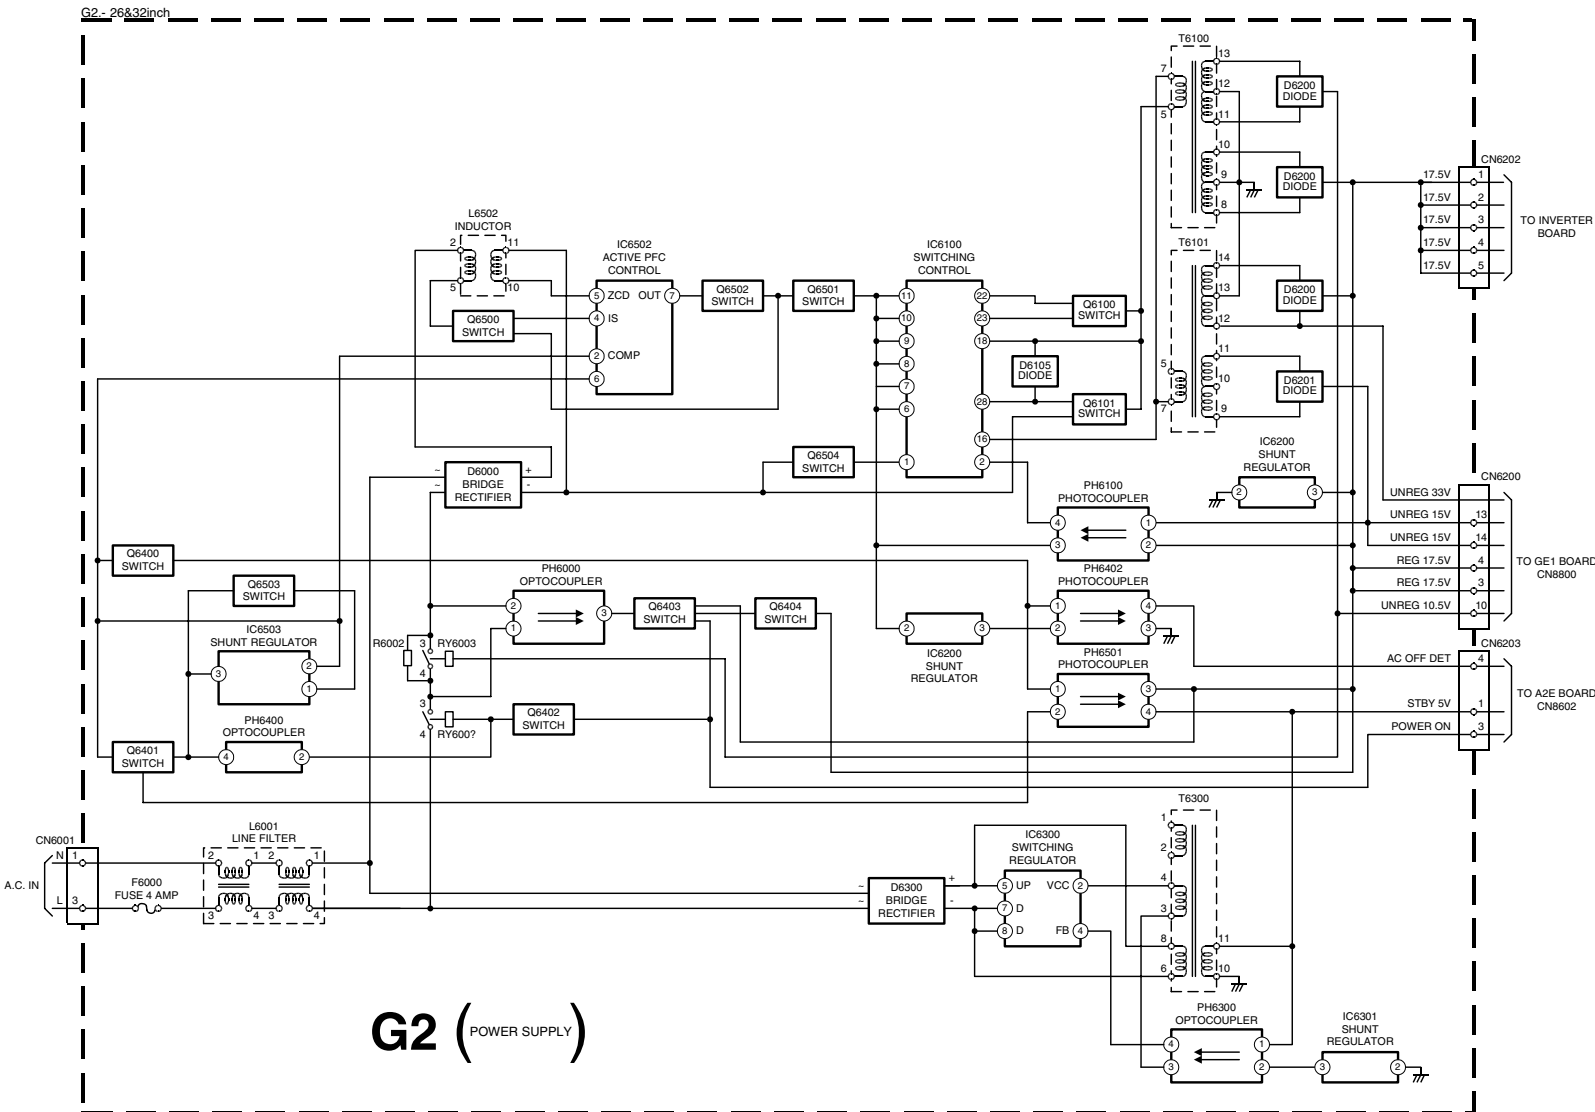 G2.- 26&32inch
T6100
7
5
13
12
11
10
9
8
D6200
DIODE
D6200
DIODE
CN6202
17.5V 1
17.5V 2
17.5V 3
17.5V 4
17.5V 5
TO INVERTER
BOARD
L6502
INDUCTOR
2
11
5
10
Q6500
SWITCH
IC6502
ACTIVE PFC
CONTROL
5 ZCD OUT 7
4 IS
2 COMP
6
Q6502
SWITCH
Q6501
SWITCH
IC6100
SWITCHING
CONTROL
11
10
9
8
7
6
1
22
23
18
28
16
2
Q6100
SWITCH
D6105
DIODE
Q6101
SWITCH
T6101
14
13
12
11
10
9
5
7
D6200
DIODE
D6201
DIODE
Q6504
SWITCH
D6000
BRIDGE
RECTIFIER
~
~
+
-
IC6200
SHUNT
REGULATOR
2
3
CN6200
UNREG 33V
UNREG 15V 13
UNREG 15V 14
REG 17.5V 4
REG 17.5V 3
UNREG 10.5V 10
TO GE1 BOARD
CN8800
PH6100
PHOTOCOUPLER
4
1
3
2
Q6400
SWITCH
Q6503
SWITCH
IC6503
SHUNT REGULATOR
3
2
1
PH6000
OPTOCOUPLER
2
1
3
Q6403
SWITCH
Q6404
SWITCH
2
3
IC6200
SHUNT
REGULATOR
PH6402
PHOTOCOUPLER
1
4
2
3
R6002
3
RY6003
4
3
4
RY600?
Q6402
SWITCH
PH6501
PHOTOCOUPLER
1
3
2
4
CN6203
AC OFF DET 4
STBY 5V 1
POWER ON 3
TO A2E BOARD
CN8602
Q6401
SWITCH
PH6400
OPTOCOUPLER
4
2
CN6001
N 1
L 3
A.C. IN
F6000
FUSE 4 AMP
L6001
LINE FILTER
2 1 2 1
3 4 3 4
D6300
BRIDGE
RECTIFIER
~
~
+
-
IC6300
SWITCHING
REGULATOR
5 UP VCC 2
7 D
8 D FB 4
T6300
1
2
4
3
8
6
11
10
PH6300
OPTOCOUPLER
4
1
3
2
IC6301
SHUNT
REGULATOR
3
2
G2 (POWER SUPPLY)